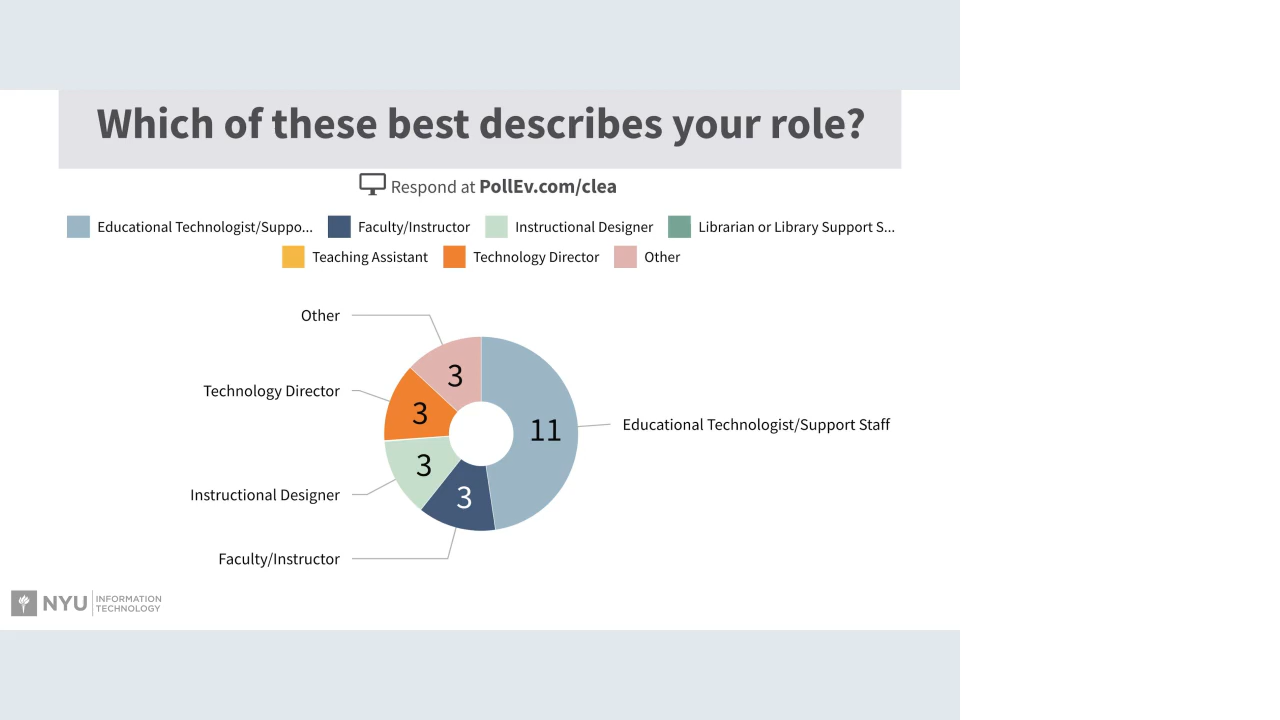 Which of these best describes your role?
Respond at PollEv.com/clea
Educational Technologist/Suppo... Faculty/Instructor Instructional Designer Librarian or Library Support S...
Teaching Assistant Technology Director Other
Other
3
Technology Director
3
11
Educational Technologist/Support Staff
3
Instructional Designer
3
Faculty/Instructor
NYU INFORMATION
TECHNOLOGY